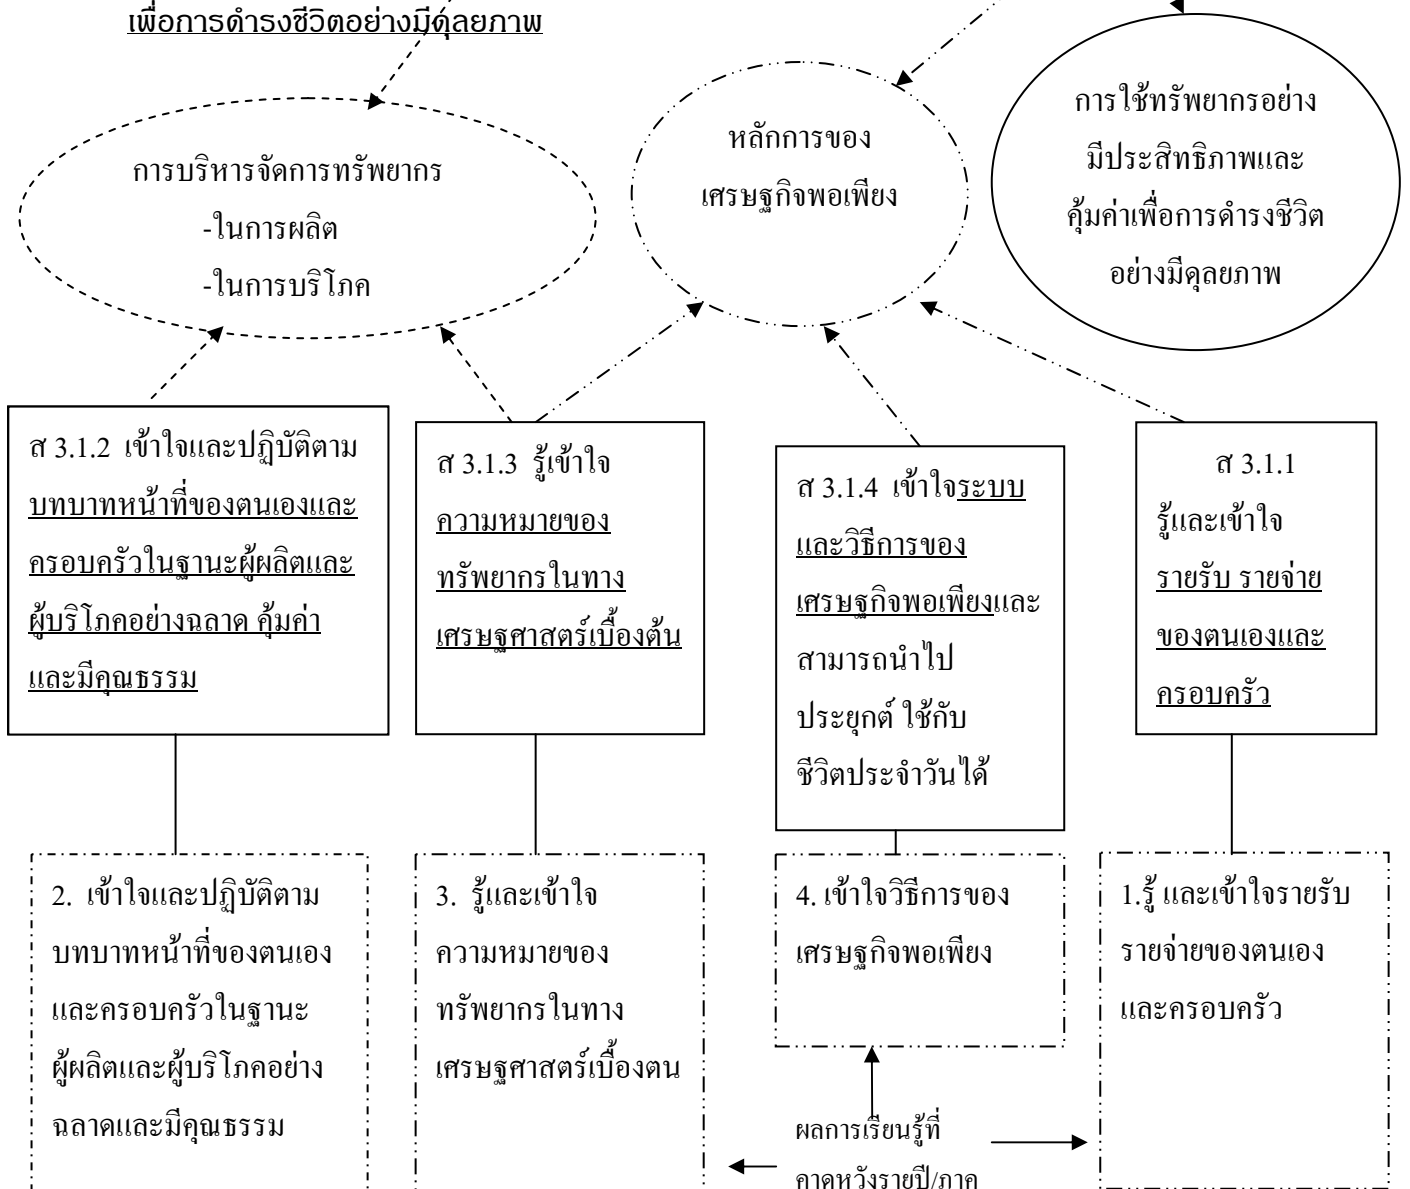 เพื่อการดำรงชีวิตอย่างมีดุลยภาพ
การบริหารจัดการทรัพยากร
-ในการผลิต
-ในการบริโภค
หลักการของ
เศรษฐกิจพอเพียง
การใช้ทรัพยากรอย่าง
มีประสิทธิภาพและ
คุ้มค่าเพื่อการดำรงชีวิต
อย่างมีดุลยภาพ
ส 3.1.2 เข้าใจและปฏิบัติตาม
บทบาทหน้าที่ของตนเองและ
ครอบครัวในฐานะผู้ผลิตและ
ผู้บริโภคอย่างฉลาด คุ้มค่า
และมีคุณธรรม
ส 3.1.3 รู้เข้าใจ
ความหมายของ
ทรัพยากรในทาง
เศรษฐศาสตร์เบื้องต้น
ส 3.1.4 เข้าใจระบบ
และวิธีการของ
เศรษฐกิจพอเพียงและ
สามารถนำไป
ประยุกต์ ใช้กับ
ชีวิตประจำวันได้
ส 3.1.1
รู้และเข้าใจ
รายรับ รายจ่าย
ของตนเองและ
ครอบครัว
2. เข้าใจและปฏิบัติตาม
บทบาทหน้าที่ของตนเอง
และครอบครัวในฐานะ
ผู้ผลิตและผู้บริโภคอย่าง
ฉลาดและมีคุณธรรม
3. รู้และเข้าใจ
ความหมายของ
ทรัพยากรในทาง
เศรษฐศาสตร์เบื้องตน
4. เข้าใจวิธีการของ
เศรษฐกิจพอเพียง
1.รู้ และเข้าใจรายรับ
รายจ่ายของตนเอง
และครอบครัว
ผลการเรียนรู้ที่
คาดหวังรายปี/ภาค